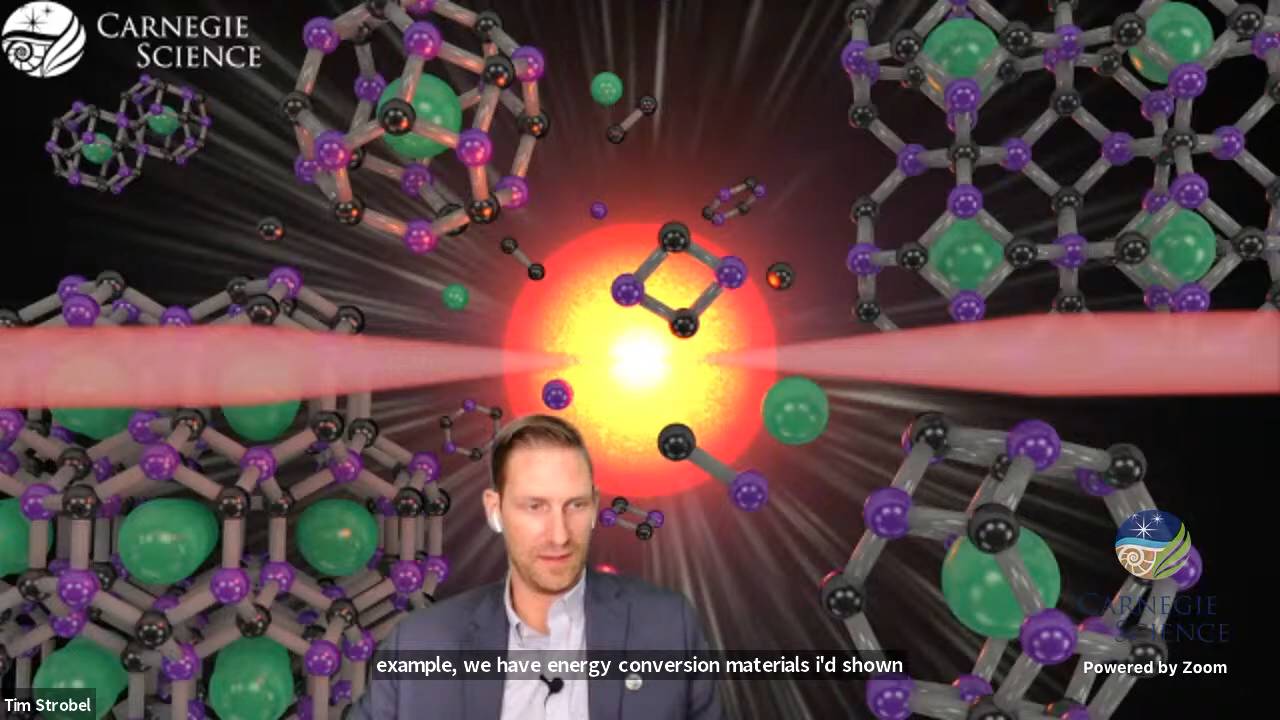 CARNEGIE
SCIENCE
CARNEGIE
SCIENCE
example, we have energy conversion materials i'd shown
Powered by Zoom
Tim Strobel